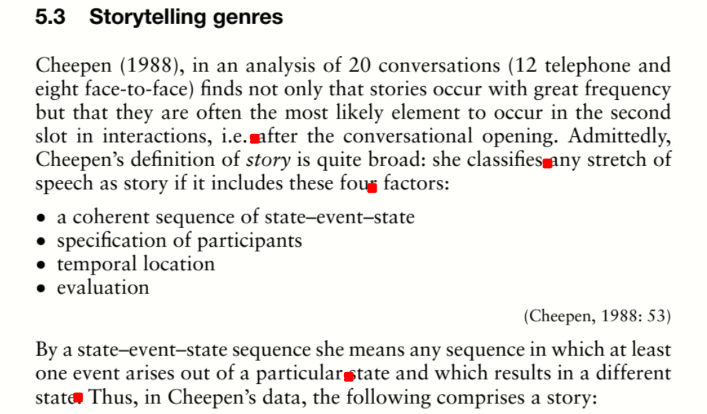 5.3 Storytelling genres
Cheepen (1988), in an analysis of 20 conversations (12 telephone and
eight face-to-face) finds not only that stories occur with great frequency
but that they are often the most likely element to occur in the second
slot in interactions, i.e. after the conversational opening. Admittedly,
Cheepen's definition of story is quite broad: she classifies any stretch of
speech as story if it includes these four factors:
• a coherent sequence of state–event–state
• specification of participants
• temporal location
• evaluation
(Cheepen, 1988: 53)
By a state–event–state sequence she means any sequence in which at least
one event arises out of a particular state and which results in a different
state. Thus, in Cheepen's data, the following comprises a story: